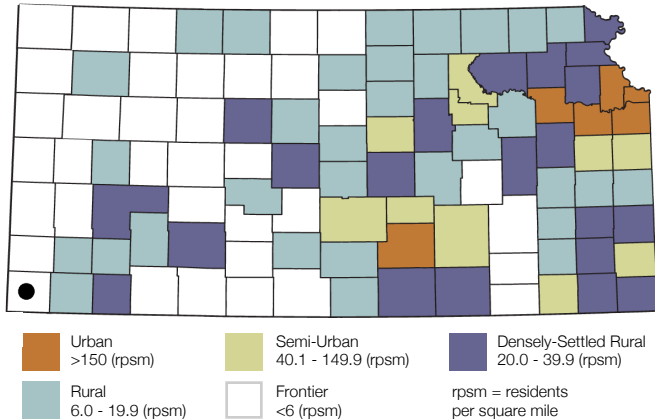 Urban
>150 (rpsm)
Semi-Urban
40.1 - 149.9 (rpsm)
Densely-Settled Rural
20.0 - 39.9 (rpsm)
Rural
6.0 - 19.9 (rpsm)
Frontier
<6 (rpsm)
rpsm = residents
per square mile